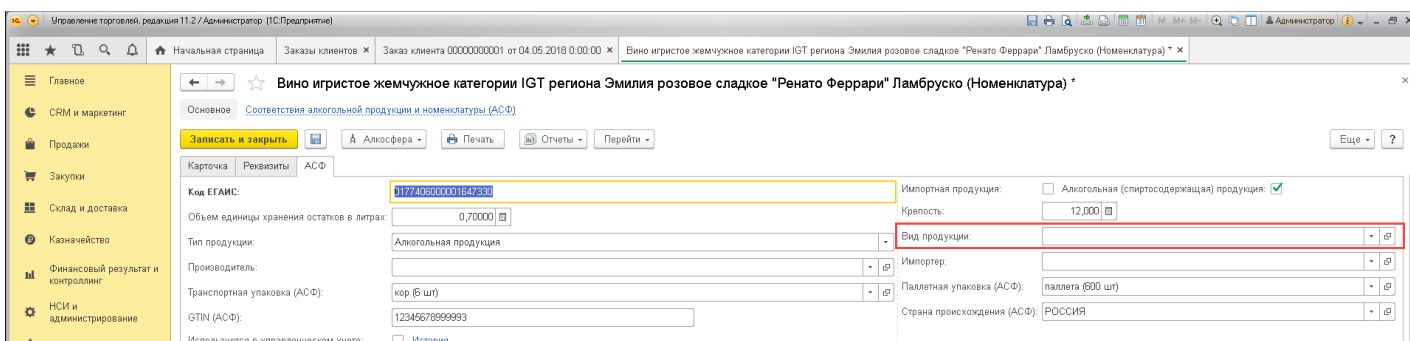 Управление торговлей, редакция 11.2 / Администратор (1С:Предприятие)
M M+ M-
Администратор
Начальная страница
Заказы клиентов ×
Заказ клиента 00000000001 от 04.05.2018 0:00:00 ×
Вино игристое жемчужное категории IGT региона Эмилия розовое сладкое "Ренато Феррари" Ламбруско (Номенклатура) * ×
Главное
CRM и маркетинг
Продажи
Закупки
Склад и доставка
Казначейство
Финансовый результат и
контроллинг
НСИ и
администрирование
Вино игристое жемчужное категории IGT региона Эмилия розовое сладкое "Ренато Феррари" Ламбруско (Номенклатура) *
Основное Соответствия алкогольной продукции и номенклатуры (АСФ)
Записать и закрыть Алкосфера Печать Отчеты Перейти Еще ?
Карточка Реквизиты АСФ
Код ЕГАИС: 0177406000001647330
Импортная продукция: Алкогольная (спиртосодержащая) продукция:
Объем единицы хранения остатков в литрах: 0,70000
Крепость: 12,000
Тип продукции: Алкогольная продукция
Вид продукции:
Производитель:
Импортер:
Транспортная упаковка (АСФ): кор (6 шт)
Паллетная упаковка (АСФ): паллета (600 шт)
GTIN (АСФ): 12345678999993
Страна происхождения (АСФ): РОССИЯ
Используется в управленческом учете: История